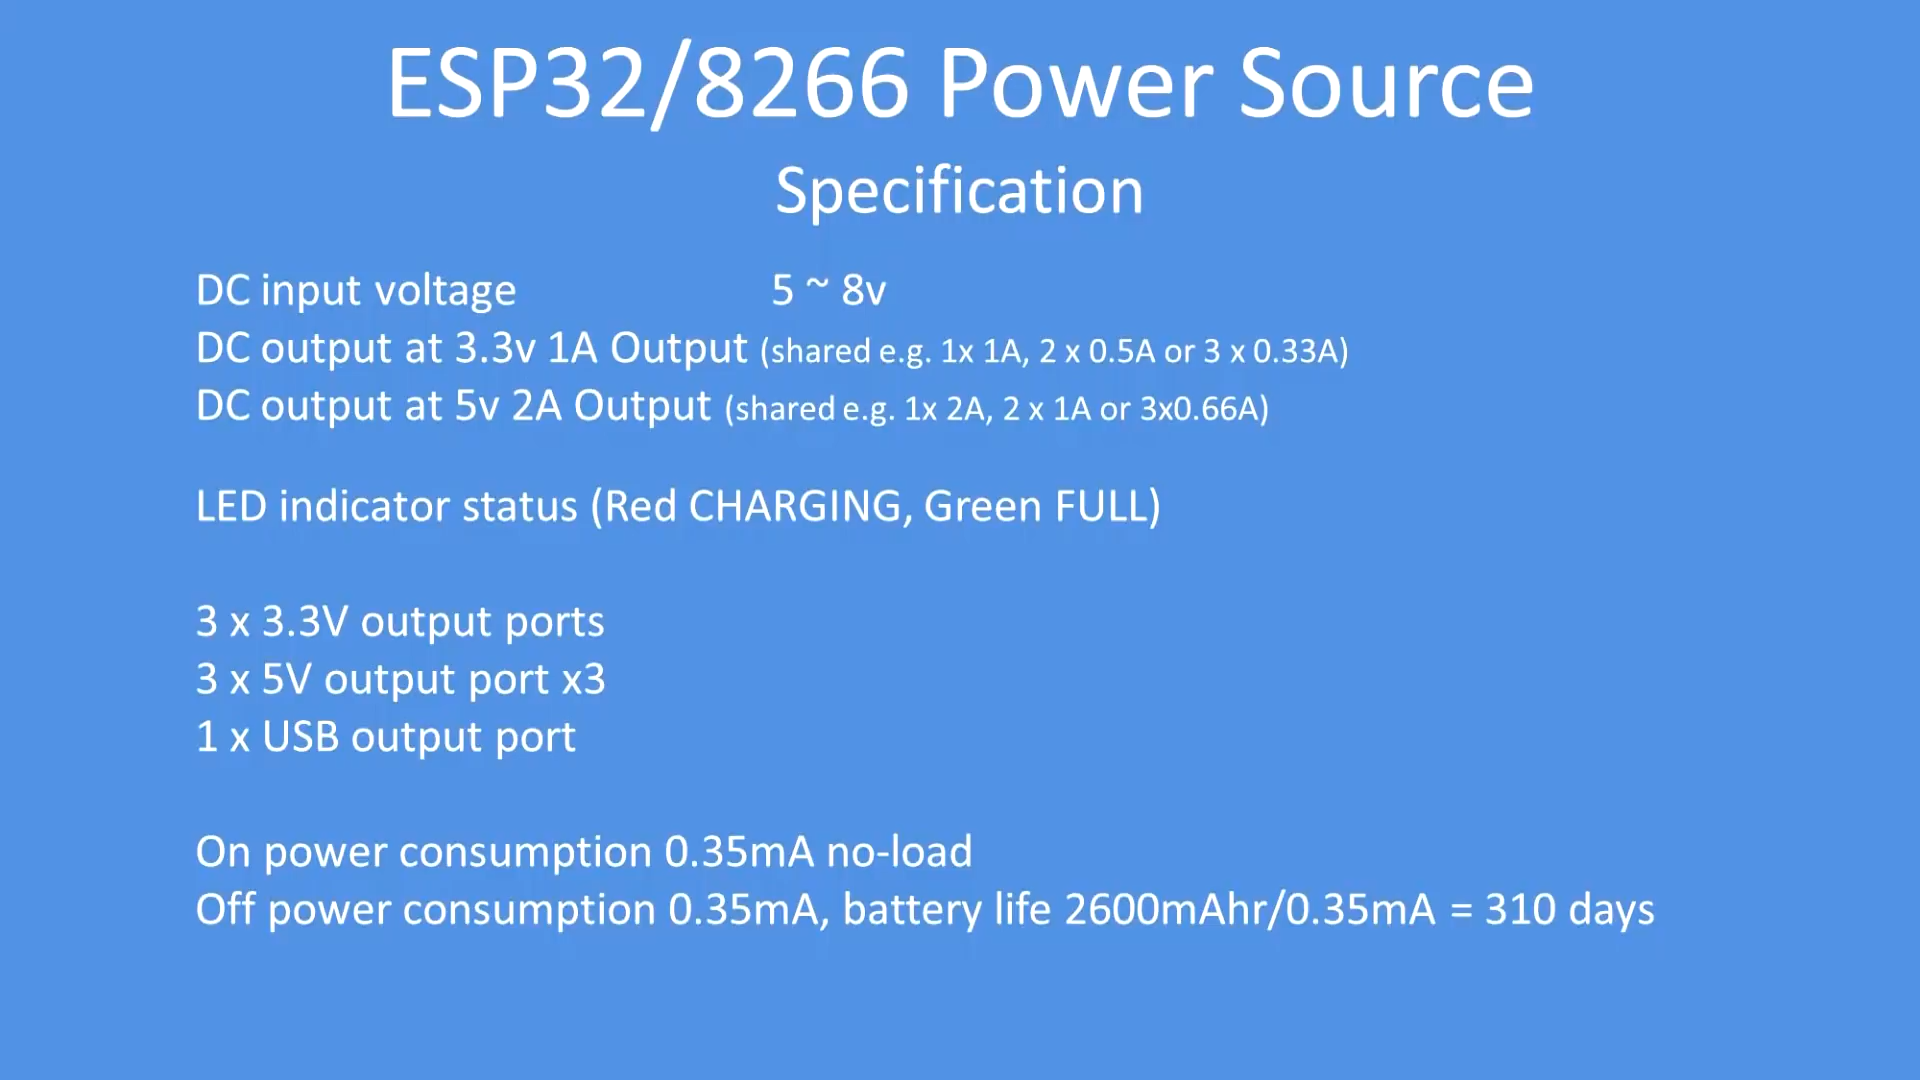 ESP32/8266 Power Source
Specification
DC input voltage 5 ~ 8v
DC output at 3.3v 1A Output (shared e.g. 1x 1A, 2 x 0.5A or 3 x 0.33A)
DC output at 5v 2A Output (shared e.g. 1x 2A, 2 x 1A or 3x0.66A)
LED indicator status (Red CHARGING, Green FULL)
3 x 3.3V output ports
3 x 5V output port x3
1 x USB output port
On power consumption 0.35mA no-load
Off power consumption 0.35mA, battery life 2600mAhr/0.35mA = 310 days